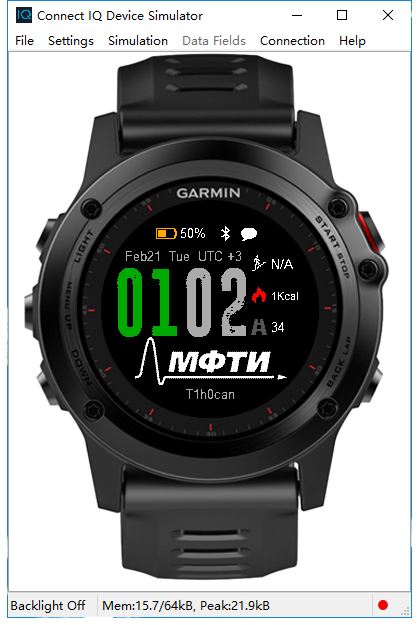 Connect IQ Device Simulator
File Settings Simulation Data Fields Connection Help
GARMIN
LIGHT
START STOP
50%
Feb21 Tue UTC +3
N/A
MENU UP
0102
1Kcal
A 34
МФТИ
DOWN
BACK LAP
T1h0can
Backlight Off Mem:15.7/64kB, Peak:21.9kB